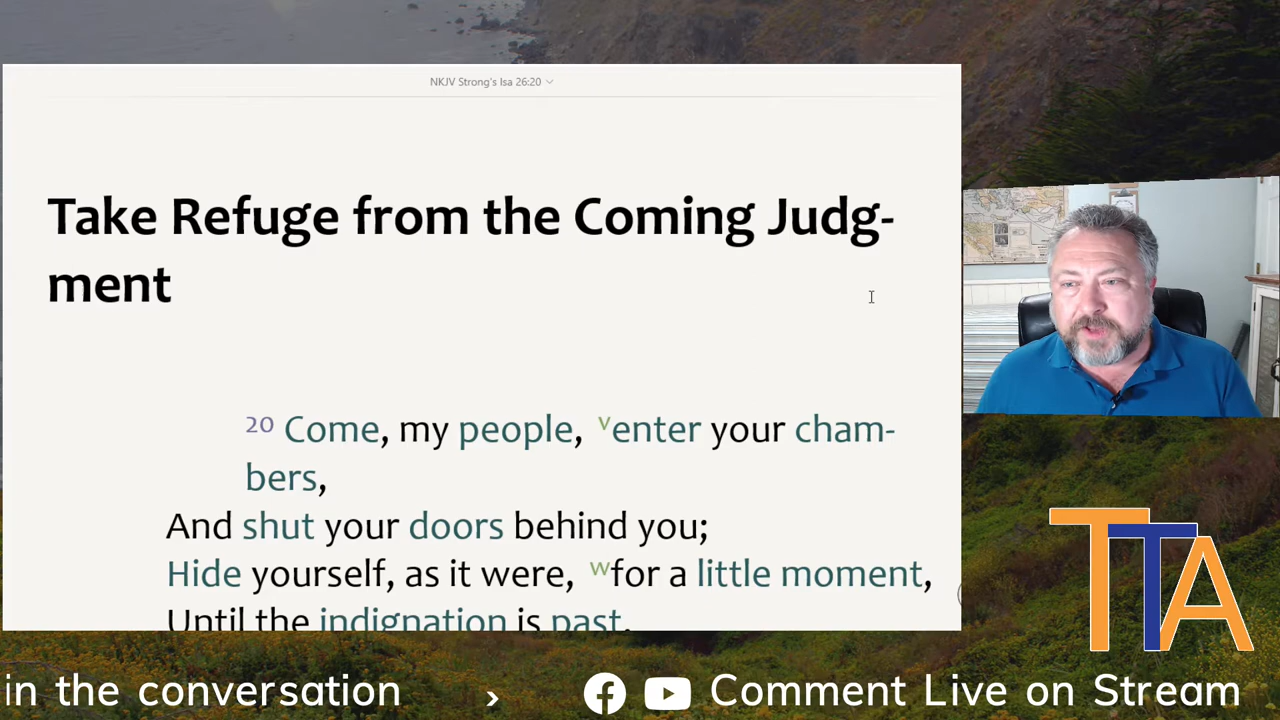 NKJV Strong's Isa 26:20
Take Refuge from the Coming Judg-
ment
20 Come, my people, v enter your cham-
bers,
And shut your doors behind you;
Hide yourself, as it were, w for a little moment,
Until the indignation is past.
TTA
in the conversation > Comment Live on Stream